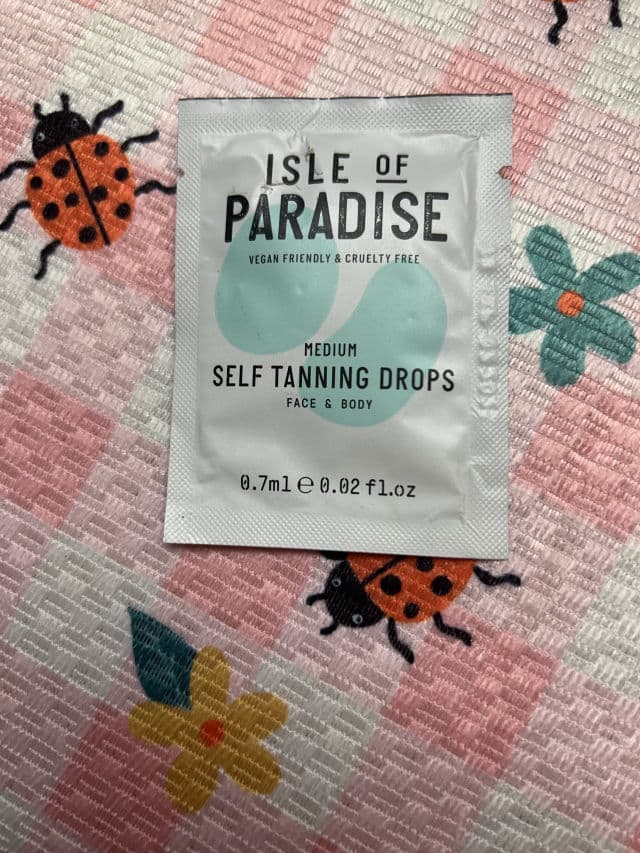 ISLE OF
PARADISE
VEGAN FRIENDLY & CRUELTY FREE
MEDIUM
SELF TANNING DROPS
FACE & BODY
0.7ml ℮ 0.02 fl.oz